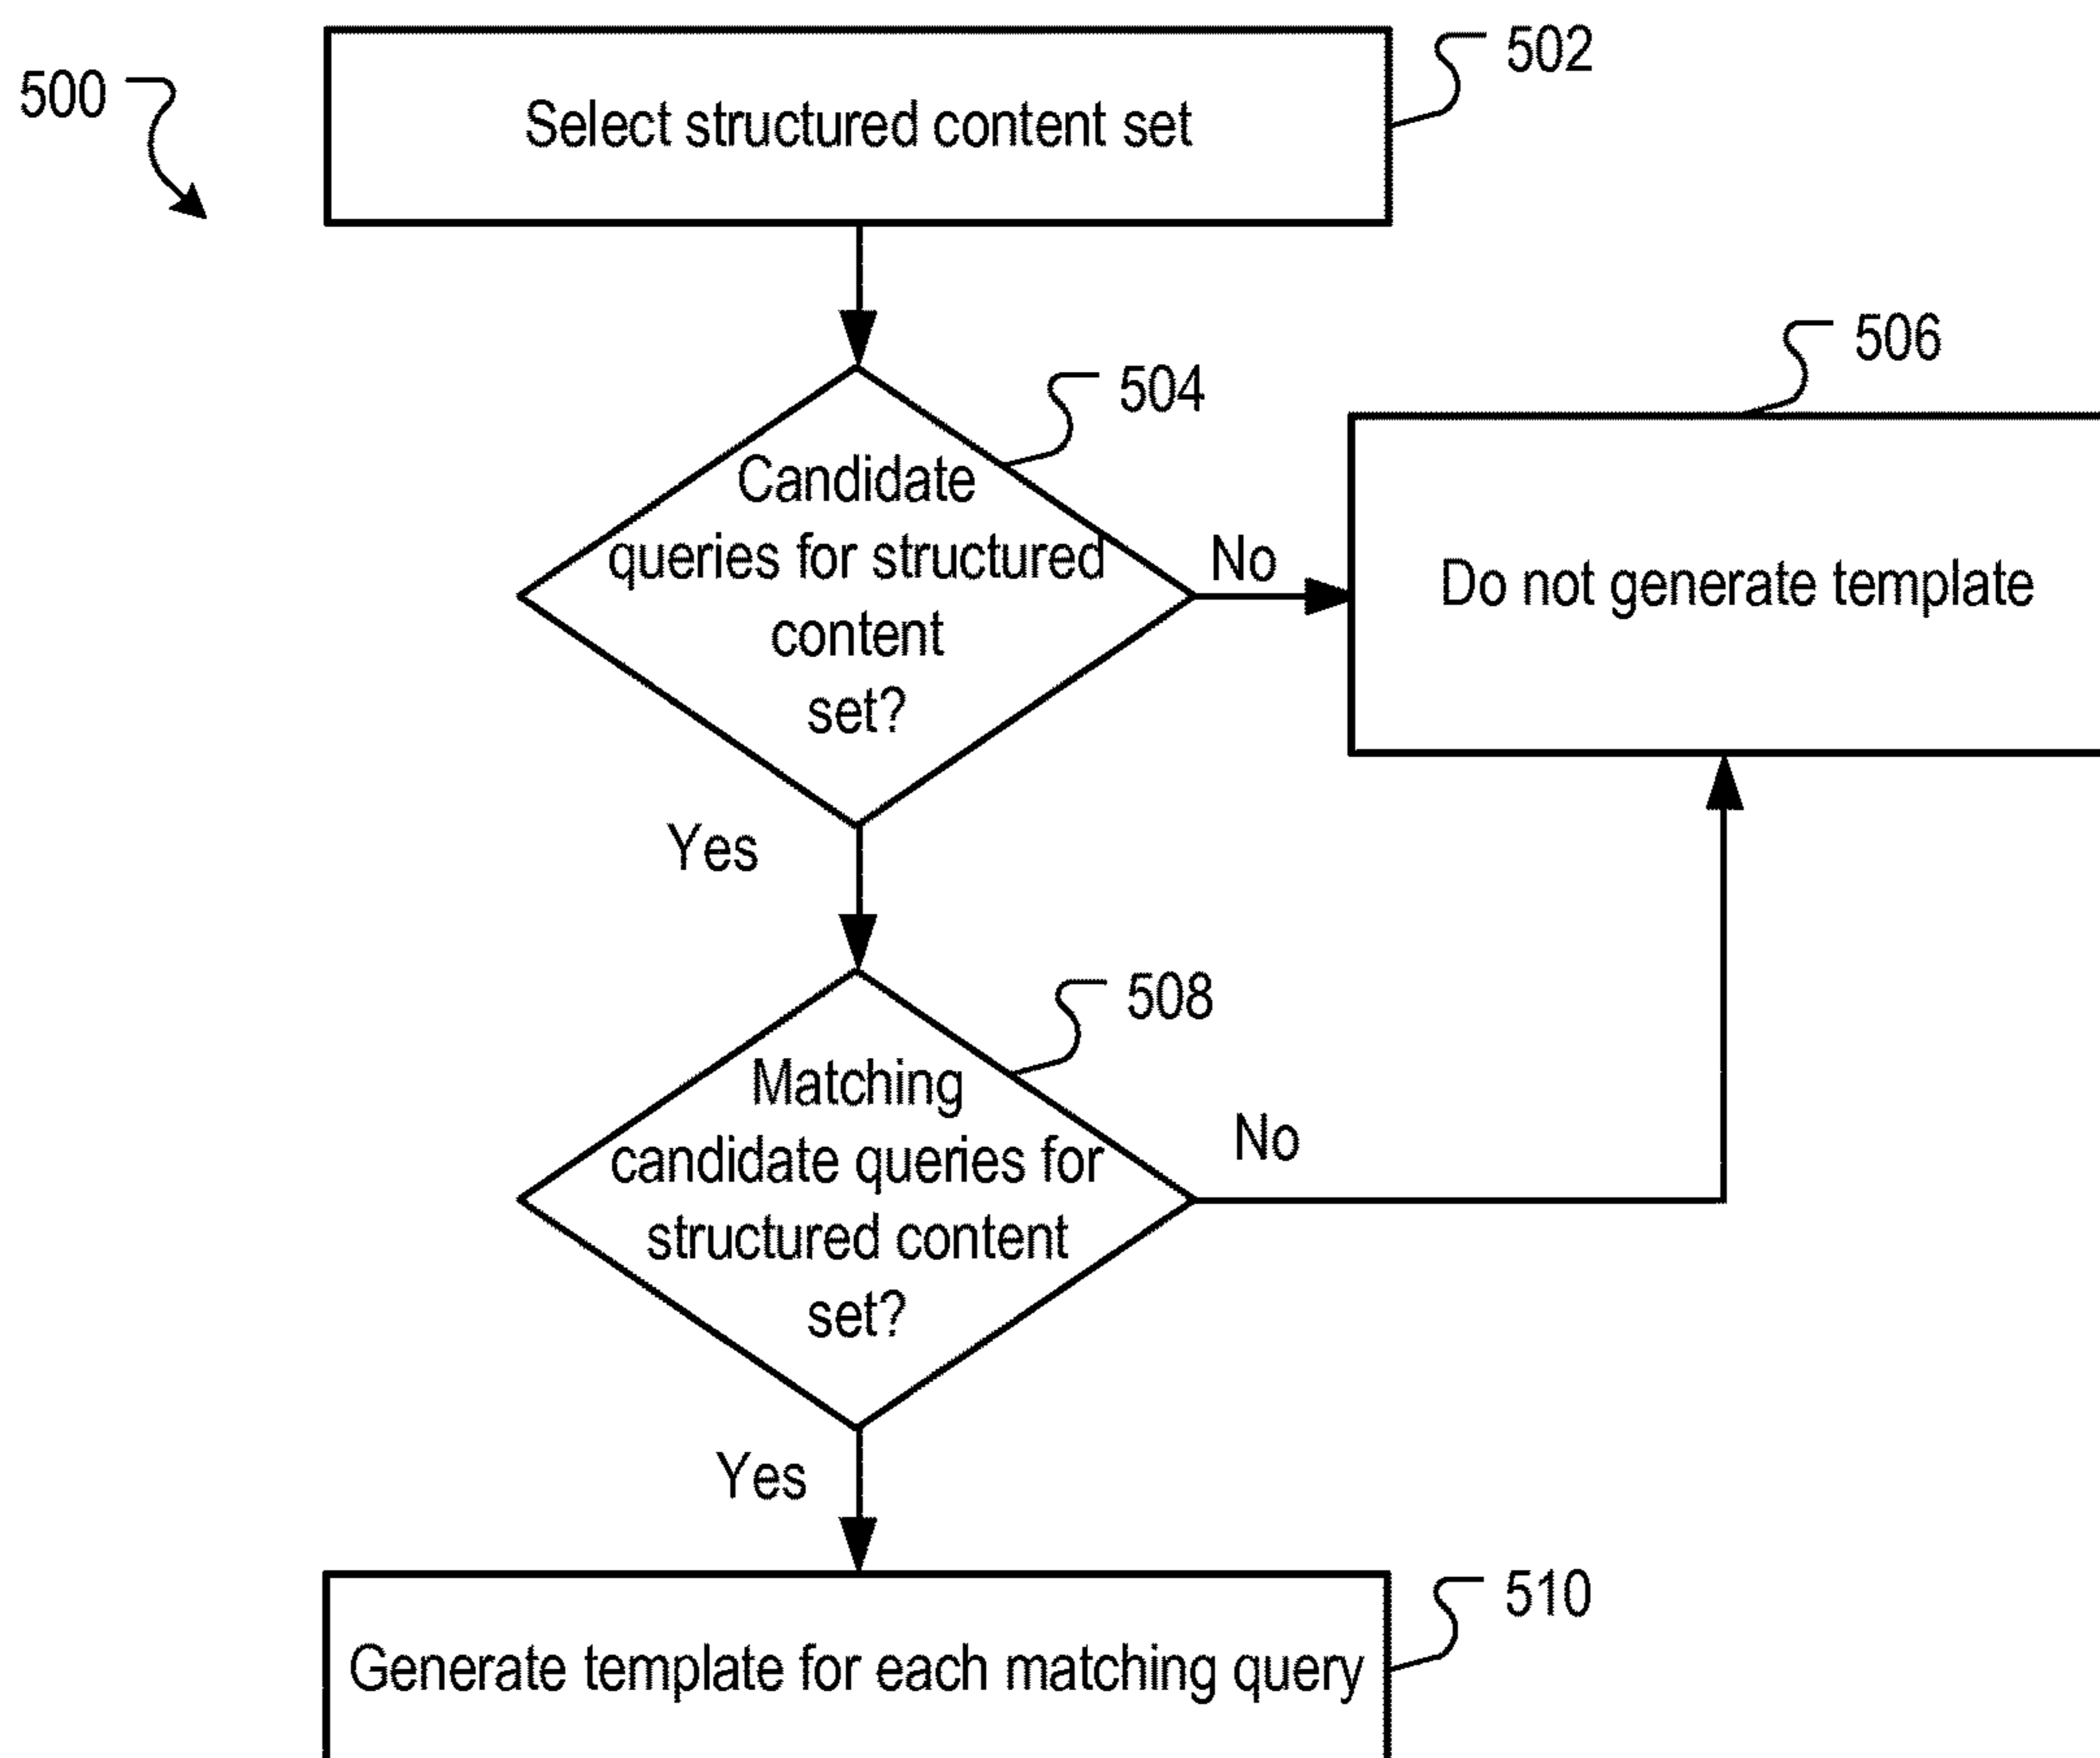 500
Select structured content set
502
504
Candidate
queries for structured
content
set?
No
506
Do not generate template
Yes
508
Matching
candidate queries for
structured content
set?
No
Yes
510
Generate template for each matching query